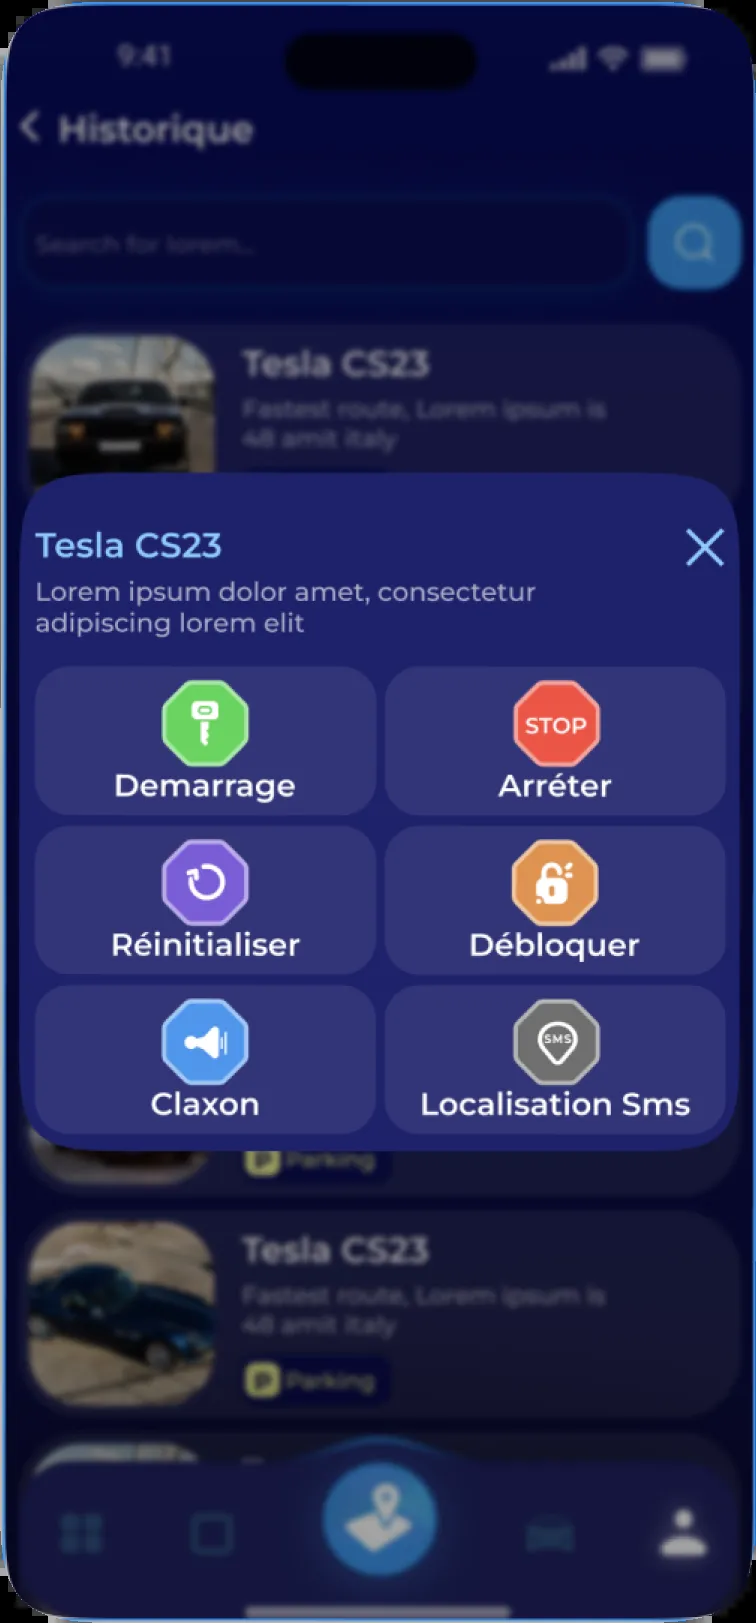 9:41
Historique
Search for lorem...
Tesla CS23
Fastest route, Lorem ipsum is
48 amit italy
Tesla CS23
Lorem ipsum dolor amet, consectetur
adipiscing lorem elit
STOP
Demarrage
Arréter
Réinitialiser
Débloquer
SMS
Claxon
Localisation Sms
P Parking
Tesla CS23
Fastest route, Lorem ipsum is
48 amit italy
P Parking